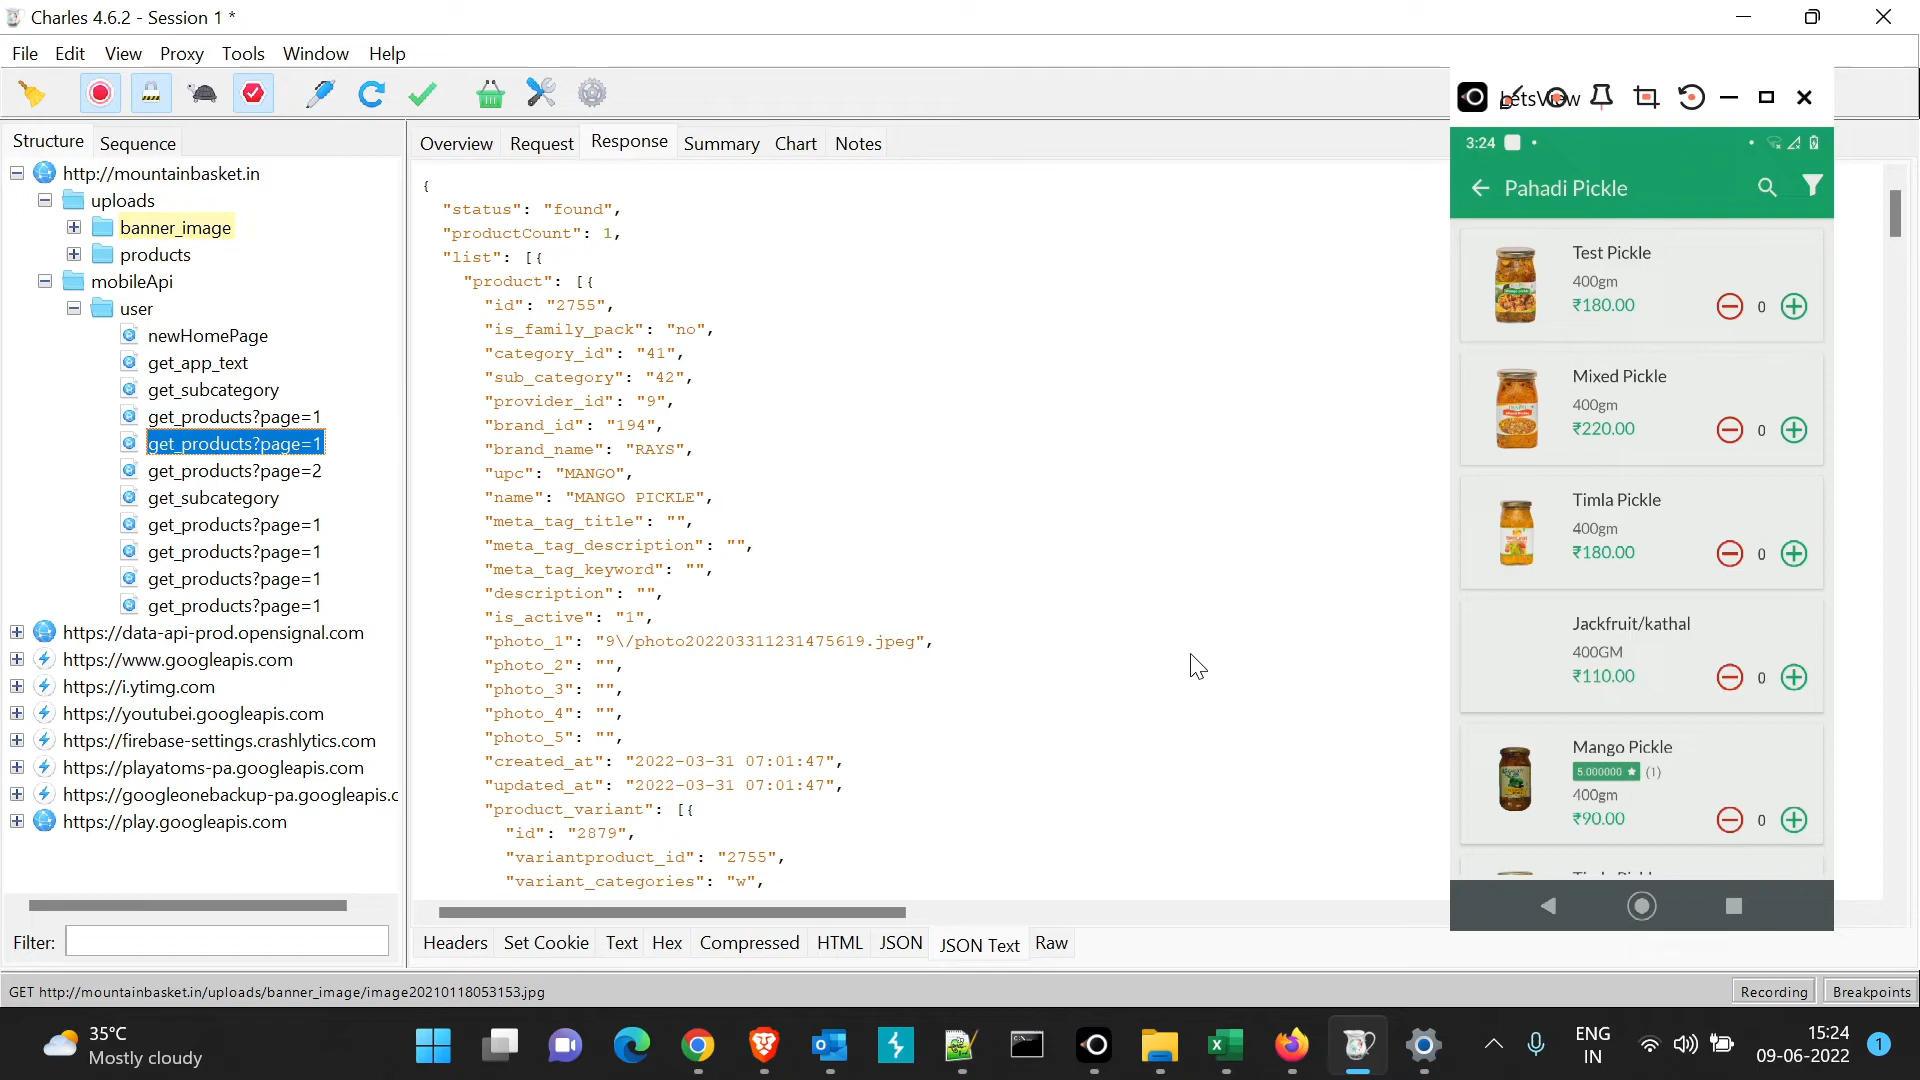 Charles 4.6.2 - Session 1 *
File Edit View Proxy Tools Window Help
Structure Sequence
http://mountainbasket.in
uploads
banner_image
products
mobileApi
user
newHomePage
get_app_text
get_subcategory
get_products?page=1
get_products?page=1
get_products?page=2
get_subcategory
get_products?page=1
get_products?page=1
get_products?page=1
get_products?page=1
https://data-api-prod.opensignal.com
https://www.googleapis.com
https://i.ytimg.com
https://youtubei.googleapis.com
https://firebase-settings.crashlytics.com
https://playatoms-pa.googleapis.com
https://googleonebackup-pa.googleapis.c
https://play.googleapis.com
Filter:
Overview Request Response Summary Chart Notes
{
"status": "found",
"productCount": 1,
"list": [{
"product": [{
"id": "2755",
"is_family_pack": "no",
"category_id": "41",
"sub_category": "42",
"provider_id": "9",
"brand_id": "194",
"brand_name": "RAYS",
"upc": "MANGO",
"name": "MANGO PICKLE",
"meta_tag_title": "",
"meta_tag_description": "",
"meta_tag_keyword": "",
"description": "",
"is_active": "1",
"photo_1": "9\/photo202203311231475619.jpeg",
"photo_2": "",
"photo_3": "",
"photo_4": "",
"photo_5": "",
"created_at": "2022-03-31 07:01:47",
"updated_at": "2022-03-31 07:01:47",
"product_variant": [{
"id": "2879",
"variantproduct_id": "2755",
"variant_categories": "w",
Headers Set Cookie Text Hex Compressed HTML JSON JSON Text Raw
LetsView
3:24
Pahadi Pickle
Test Pickle
400gm
₹180.00 0
Mixed Pickle
400gm
₹220.00 0
Timla Pickle
400gm
₹180.00 0
Jackfruit/kathal
400GM
₹110.00 0
Mango Pickle
5.000000 ★ (1)
400gm
₹90.00 0
GET http://mountainbasket.in/uploads/banner_image/image20210118053153.jpg
Recording Breakpoints
35°C
Mostly cloudy
ENG
IN
15:24
09-06-2022
1